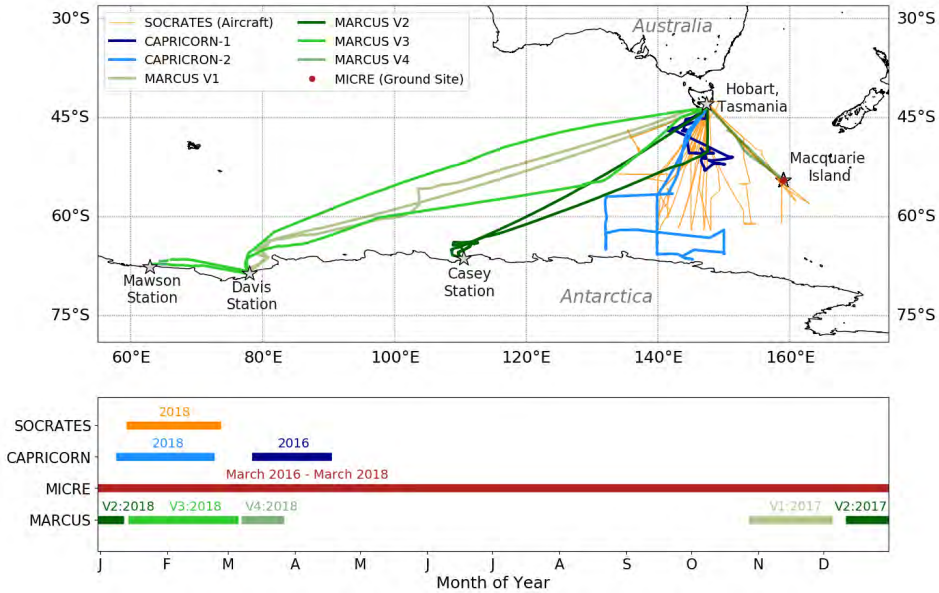 30°S
30°S
SOCRATES (Aircraft)
CAPRICORN-1
CAPRICRON-2
MARCUS V1
MARCUS V2
MARCUS V3
MARCUS V4
MICRE (Ground Site)
Australia
Hobart,
Tasmania
45°S
45°S
Macquarie
Island
60°S
60°S
Mawson
Station
Davis
Station
Casey
Station
Antarctica
75°S
75°S
60°E
80°E
100°E
120°E
140°E
160°E
2018
SOCRATES
2018
2016
CAPRICORN
March 2016 - March 2018
MICRE
V2:2018
V3:2018
V4:2018
V1:2017
V2:2017
MARCUS
J
F
M
A
M
J
J
A
S
O
N
D
Month of Year